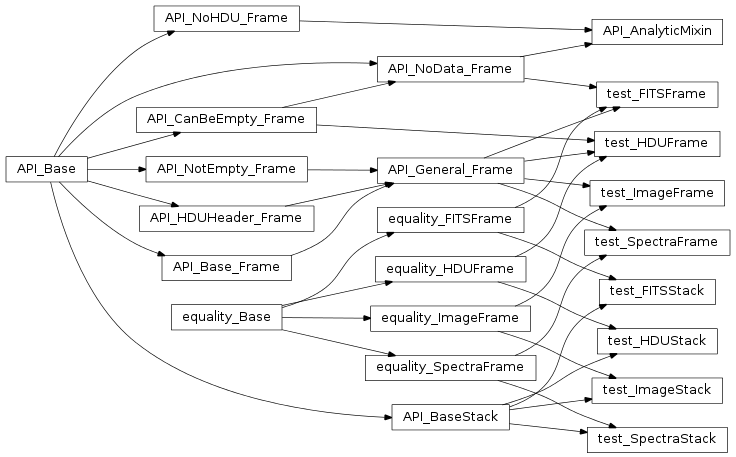 API_NoHDU_Frame
API_AnalyticMixin
API_NoData_Frame
test_FITSFrame
API_CanBeEmpty_Frame
test_HDUFrame
API_Base
API_NotEmpty_Frame
API_General_Frame
test_ImageFrame
API_HDUHeader_Frame
equality_FITSFrame
test_SpectraFrame
API_Base_Frame
equality_HDUFrame
test_FITSStack
equality_Base
equality_ImageFrame
test_HDUStack
equality_SpectraFrame
test_ImageStack
API_BaseStack
test_SpectraStack